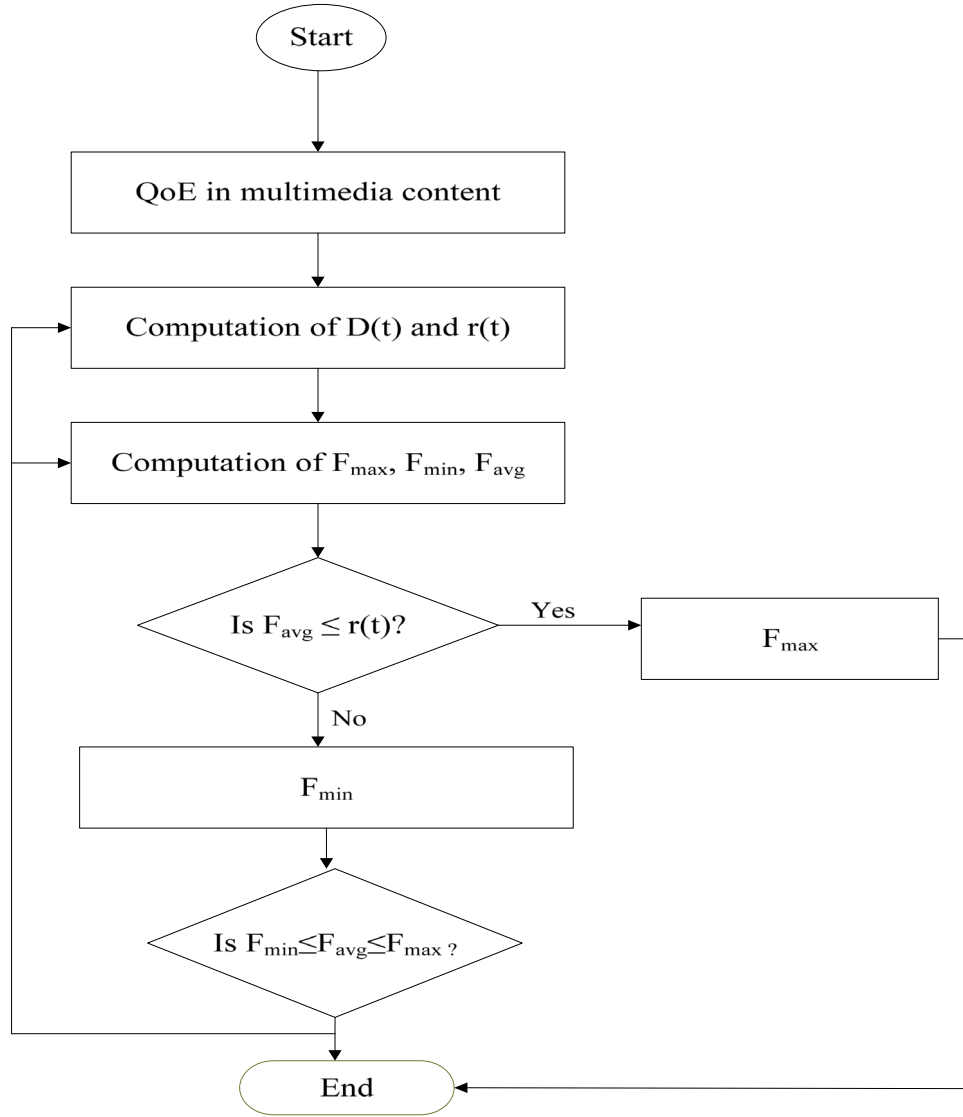 Start
QoE in multimedia content
Computation of D(t) and r(t)
Computation of Fmax, Fmin, Favg
Is Favg ≤ r(t)?
Yes
Fmax
No
Fmin
Is Fmin≤Favg≤Fmax ?
End